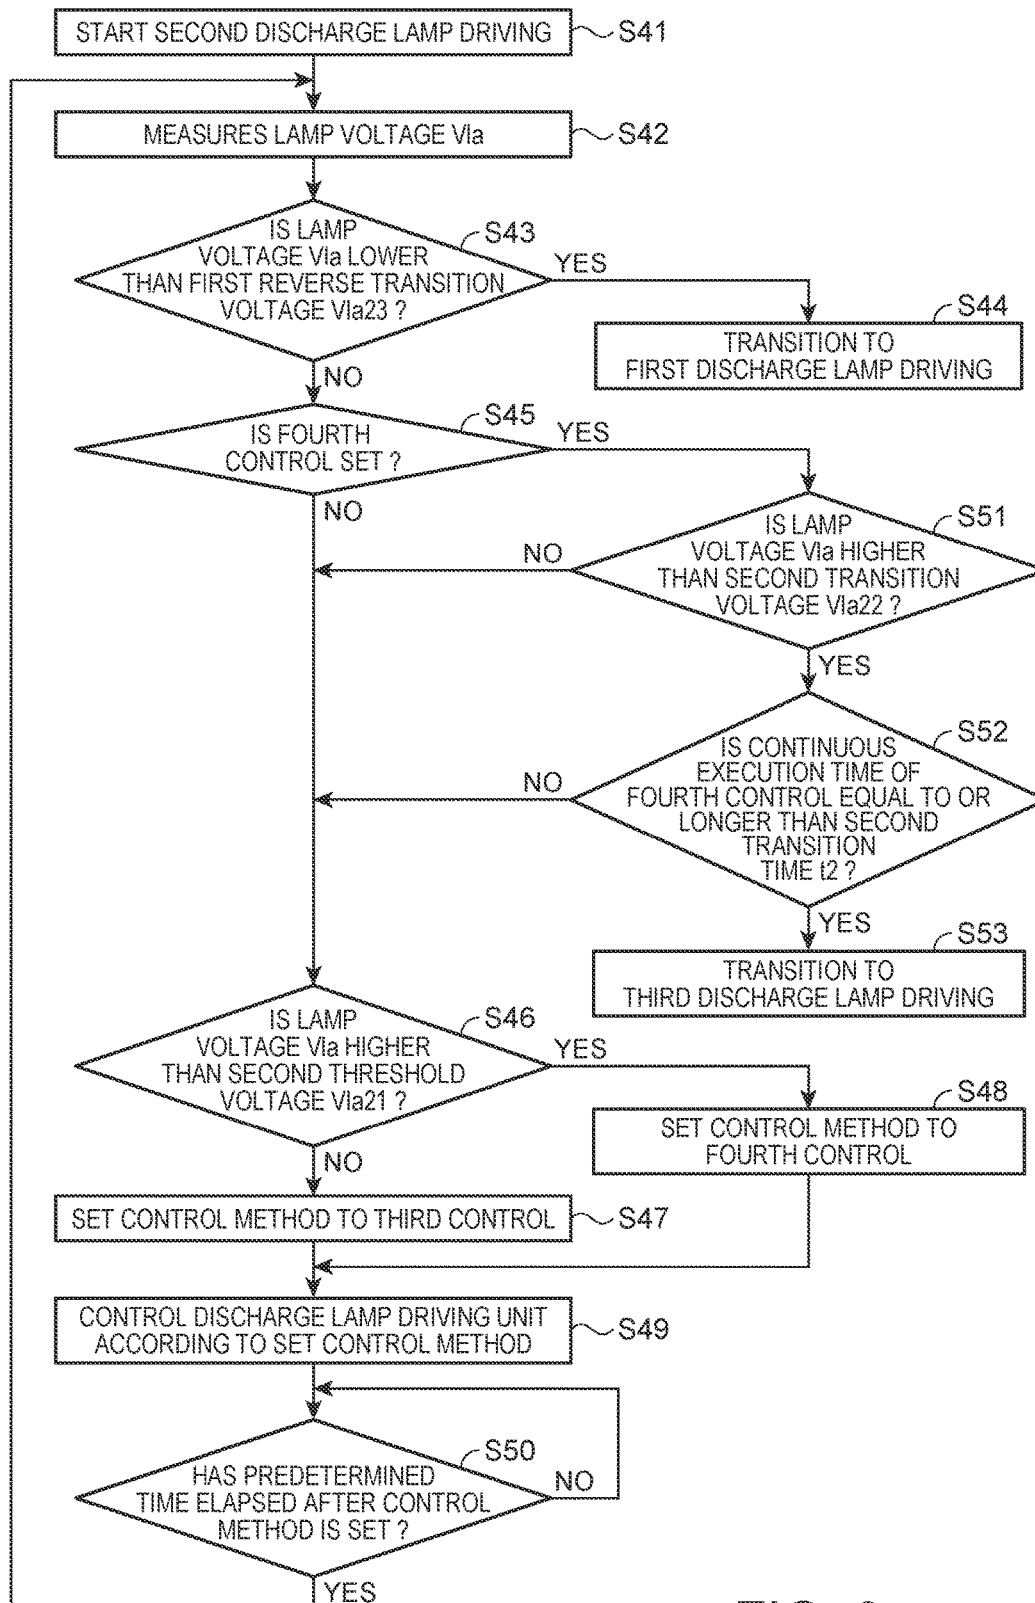 START SECOND DISCHARGE LAMP DRIVING
S41
MEASURES LAMP VOLTAGE Vla
S42
IS LAMP
VOLTAGE Vla LOWER
THAN FIRST REVERSE TRANSITION
VOLTAGE Vla23 ?
S43
YES
NO
S44
TRANSITION TO
FIRST DISCHARGE LAMP DRIVING
IS FOURTH
CONTROL SET ?
S45
YES
NO
IS LAMP
VOLTAGE Vla HIGHER
THAN SECOND TRANSITION
VOLTAGE Vla22 ?
S51
NO
YES
IS CONTINUOUS
EXECUTION TIME OF
FOURTH CONTROL EQUAL TO OR
LONGER THAN SECOND
TRANSITION
TIME t2 ?
S52
NO
YES
S53
TRANSITION TO
THIRD DISCHARGE LAMP DRIVING
IS LAMP
VOLTAGE Vla HIGHER
THAN SECOND THRESHOLD
VOLTAGE Vla21 ?
S46
YES
NO
S48
SET CONTROL METHOD TO
FOURTH CONTROL
SET CONTROL METHOD TO THIRD CONTROL
S47
CONTROL DISCHARGE LAMP DRIVING UNIT
ACCORDING TO SET CONTROL METHOD
S49
HAS PREDETERMINED
TIME ELAPSED AFTER CONTROL
METHOD IS SET ?
S50
NO
YES